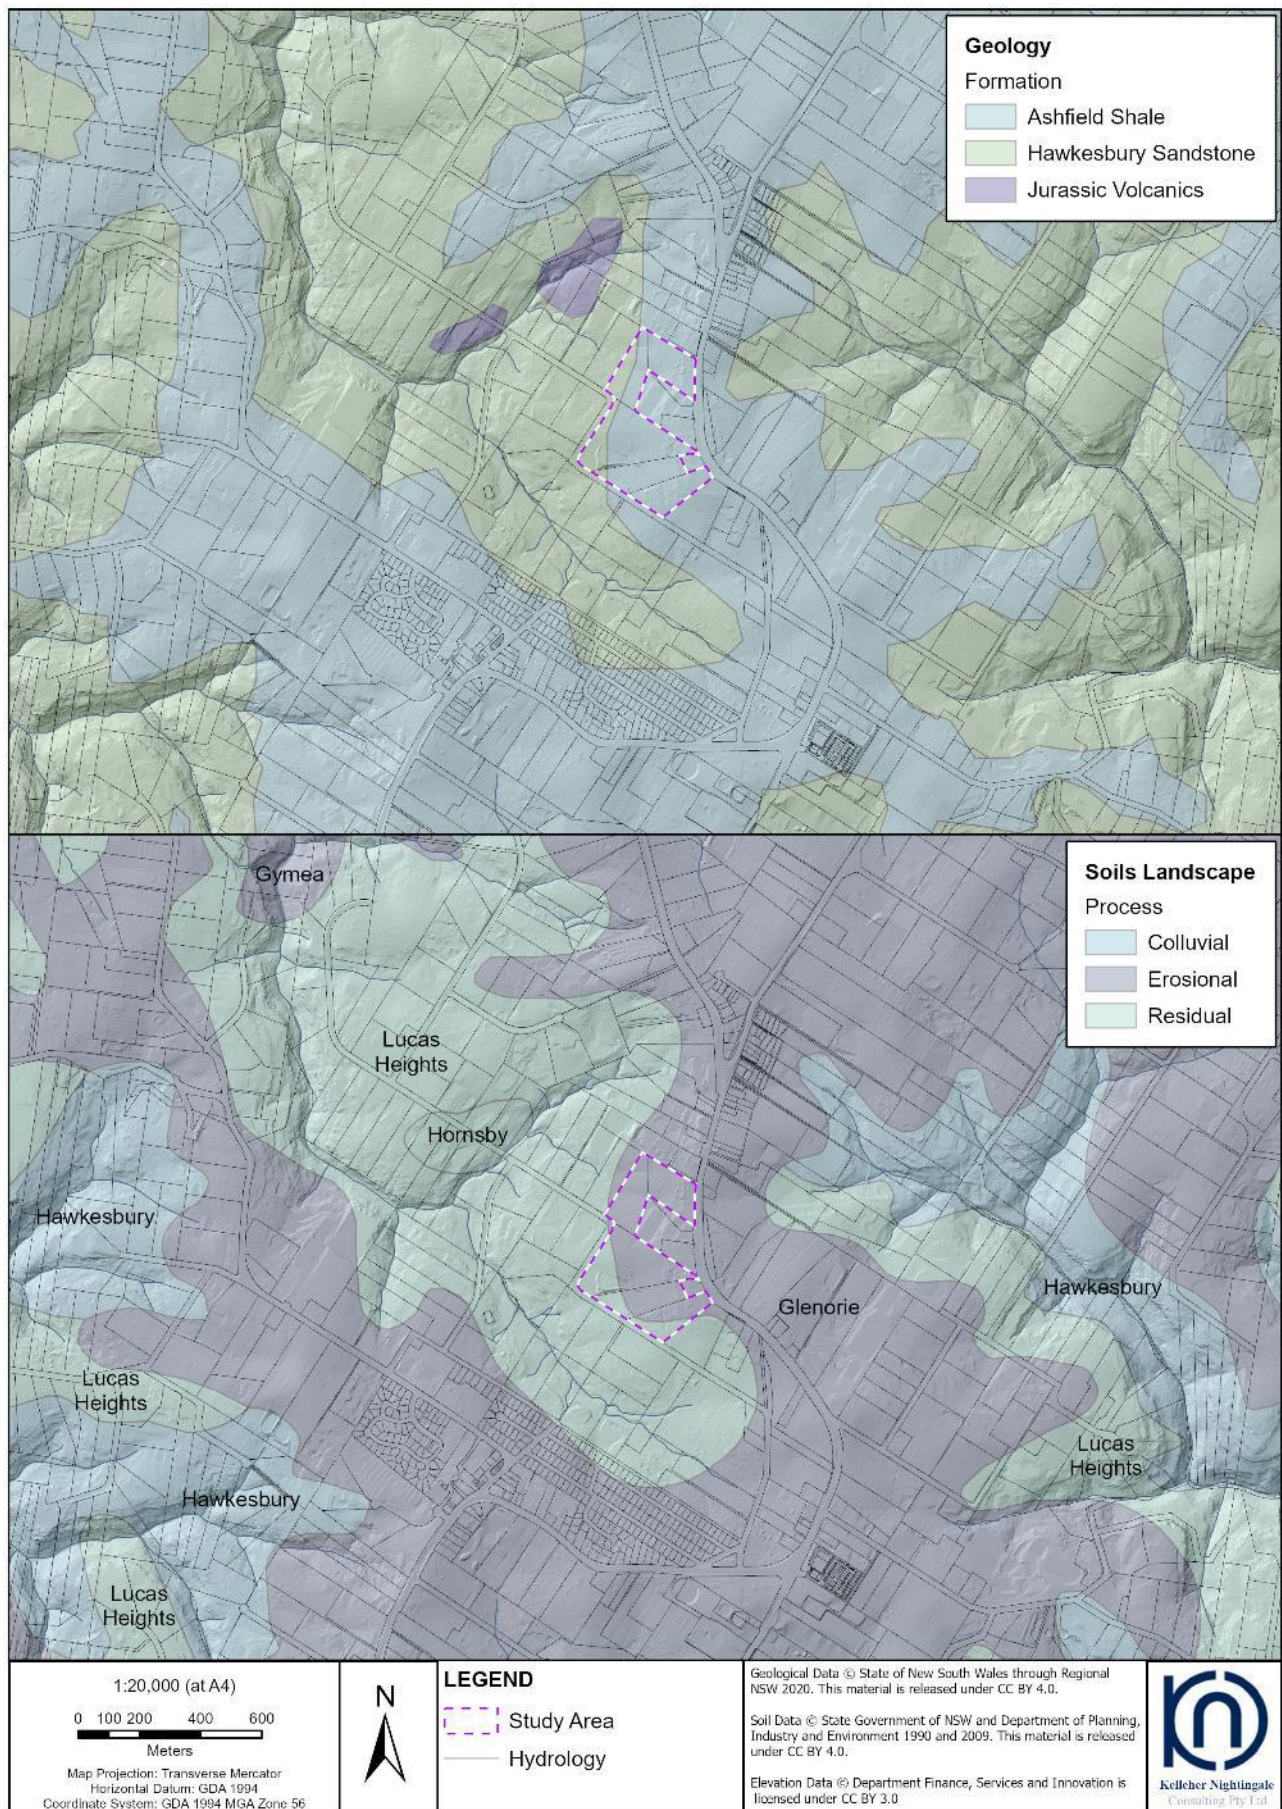 Geology
Formation
Ashfield Shale
Hawkesbury Sandstone
Jurassic Volcanics
Soils Landscape
Process
Colluvial
Erosional
Residual
Gymea
Lucas
Heights
Hornsby
Hawkesbury
Hawkesbury
Glenorie
Lucas
Heights
Lucas
Heights
Hawkesbury
Lucas
Heights
1:20,000 (at A4)
0 100 200 400 600
Meters
Map Projection: Transverse Mercator
Horizontal Datum: GDA 1994
Coordinate System: GDA 1994 MGA Zone 56
N
LEGEND
Study Area
Hydrology
Geological Data © State of New South Wales through Regional
NSW 2020. This material is released under CC BY 4.0.
Soil Data © State Government of NSW and Department of Planning,
Industry and Environment 1990 and 2009. This material is released
under CC BY 4.0.
Elevation Data © Department Finance, Services and Innovation is
licensed under CC BY 3.0
Kelleher Nightingale
Consulting Pty Ltd